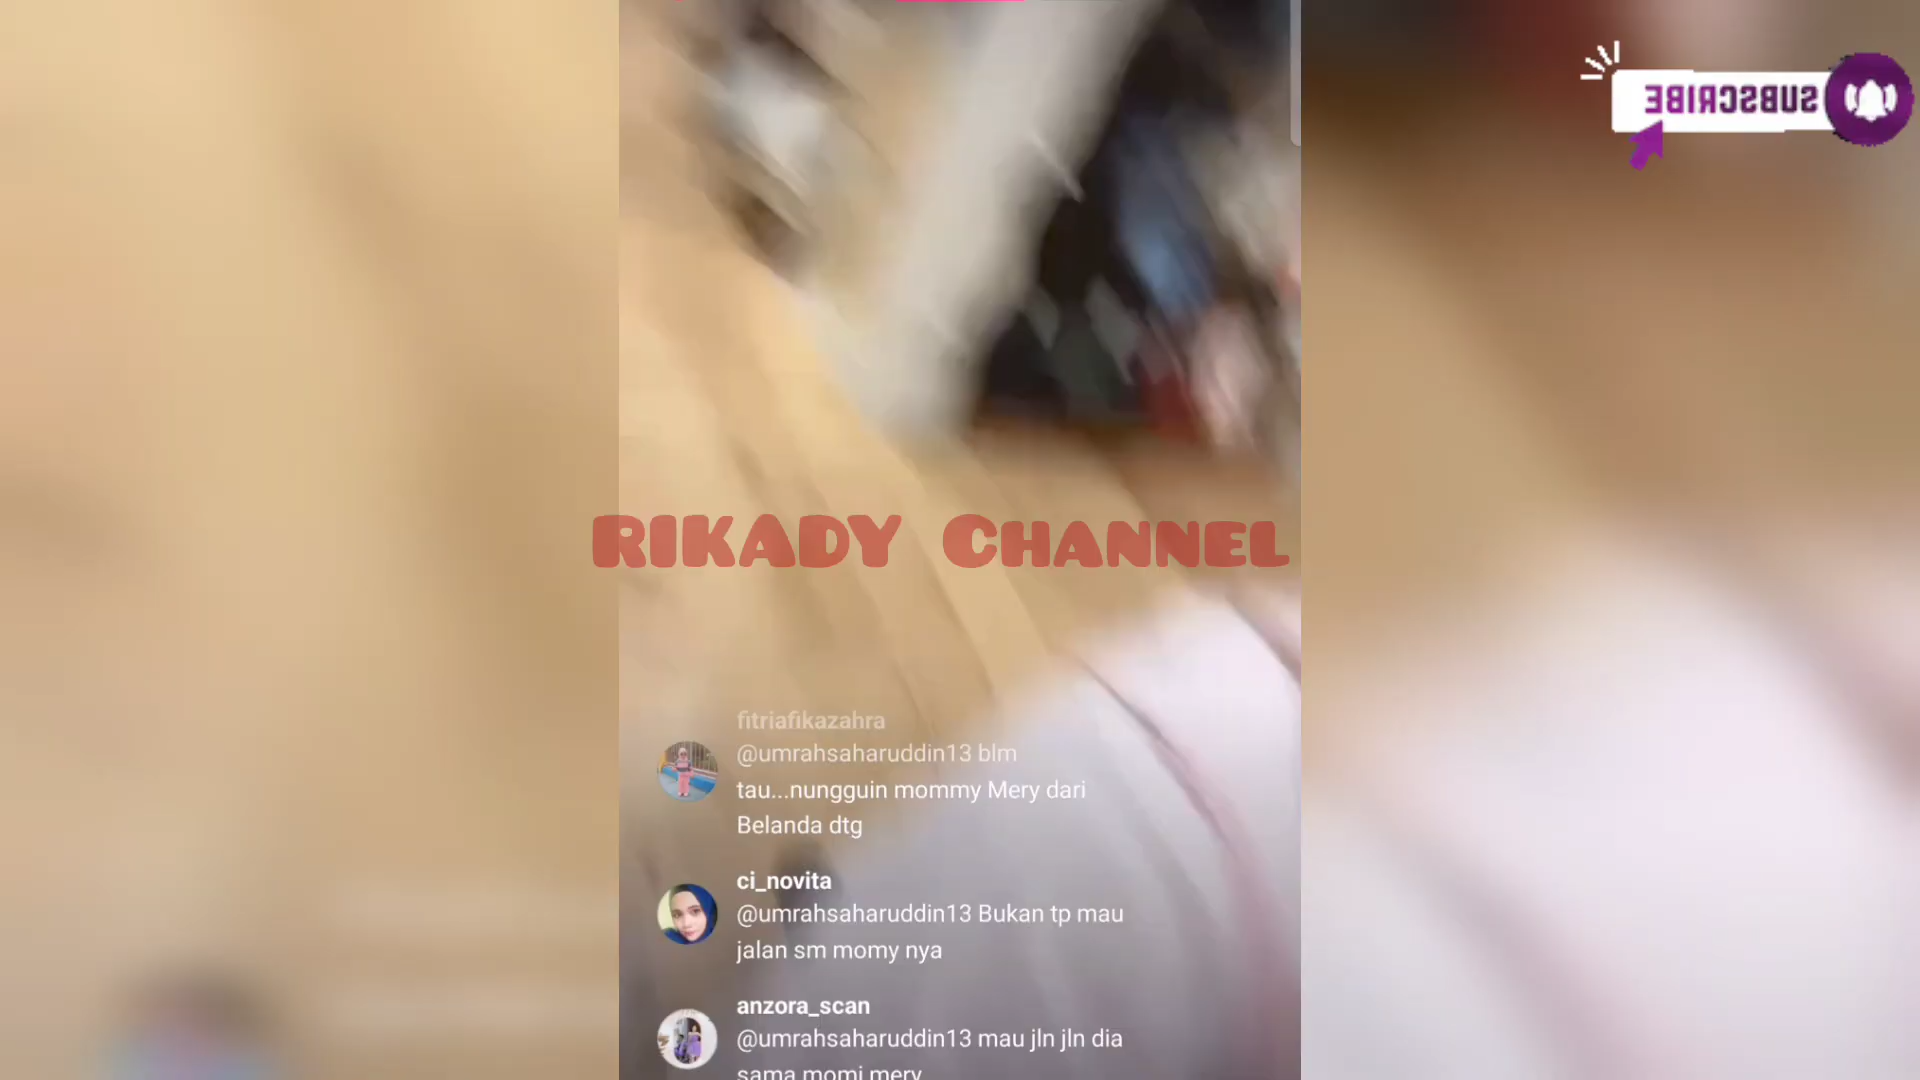 SUBSCRIBE
RIKADY CHANNEL
fitriafikazahra
@umrahsaharuddin13 blm
tau...nungguin mommy Mery dari
Belanda dtg
ci_novita
@umrahsaharuddin13 Bukan tp mau
jalan sm momy nya
anzora_scan
@umrahsaharuddin13 mau jln jln dia
sama momi mery